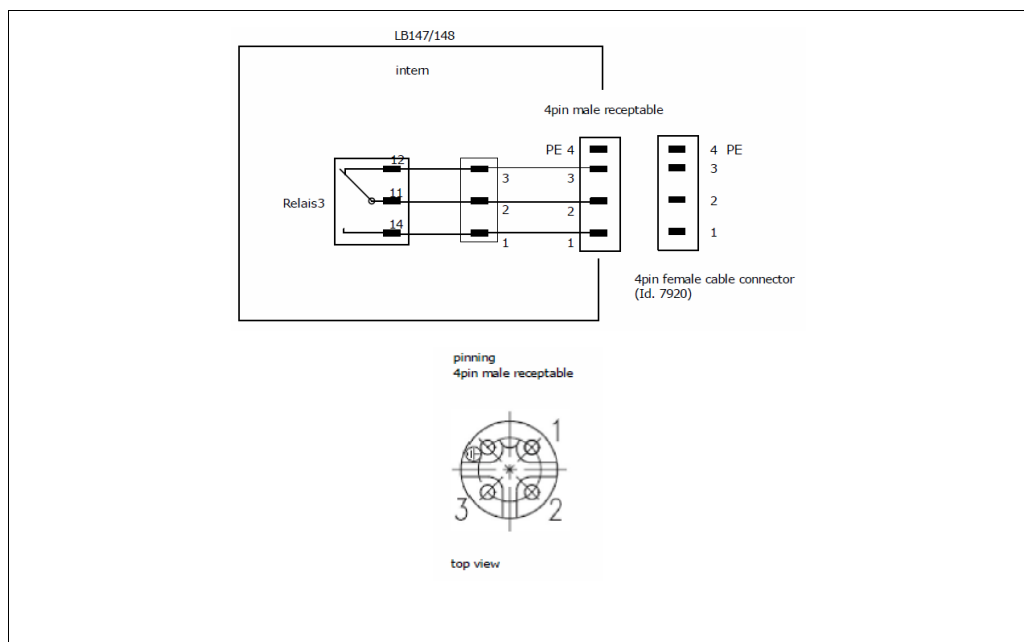 LB147/148
intern
4pin male receptable
PE 4
4 PE
12
3
3
3
11
Relais3
2
2
2
14
1
1
1
4pin female cable connector
(Id. 7920)
pinning
4pin male receptable
1
3
2
top view